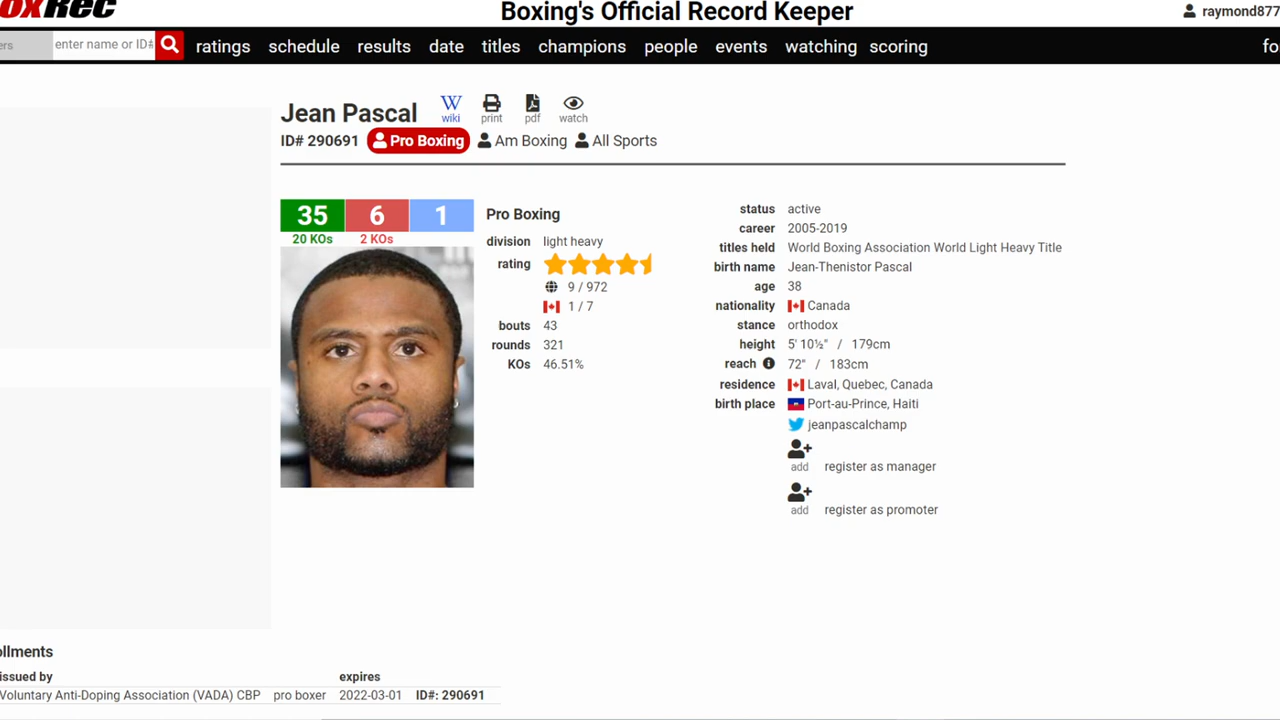 oxRec
Boxing's Official Record Keeper
raymond877
ers
enter name or ID#
ratings schedule results date titles champions people events watching scoring
fo
Jean Pascal
wiki print pdf watch
ID# 290691 Pro Boxing Am Boxing All Sports
35 6 1
20 KOs 2 KOs
Pro Boxing
division light heavy
rating
9 / 972
1 / 7
bouts 43
rounds 321
KOs 46.51%
status active
career 2005-2019
titles held World Boxing Association World Light Heavy Title
birth name Jean-Thenistor Pascal
age 38
nationality Canada
stance orthodox
height 5' 10½" / 179cm
reach 72" / 183cm
residence Laval, Quebec, Canada
birth place Port-au-Prince, Haiti
jeanpascalchamp
add register as manager
add register as promoter
ollments
issued by expires
Voluntary Anti-Doping Association (VADA) CBP pro boxer 2022-03-01 ID#: 290691